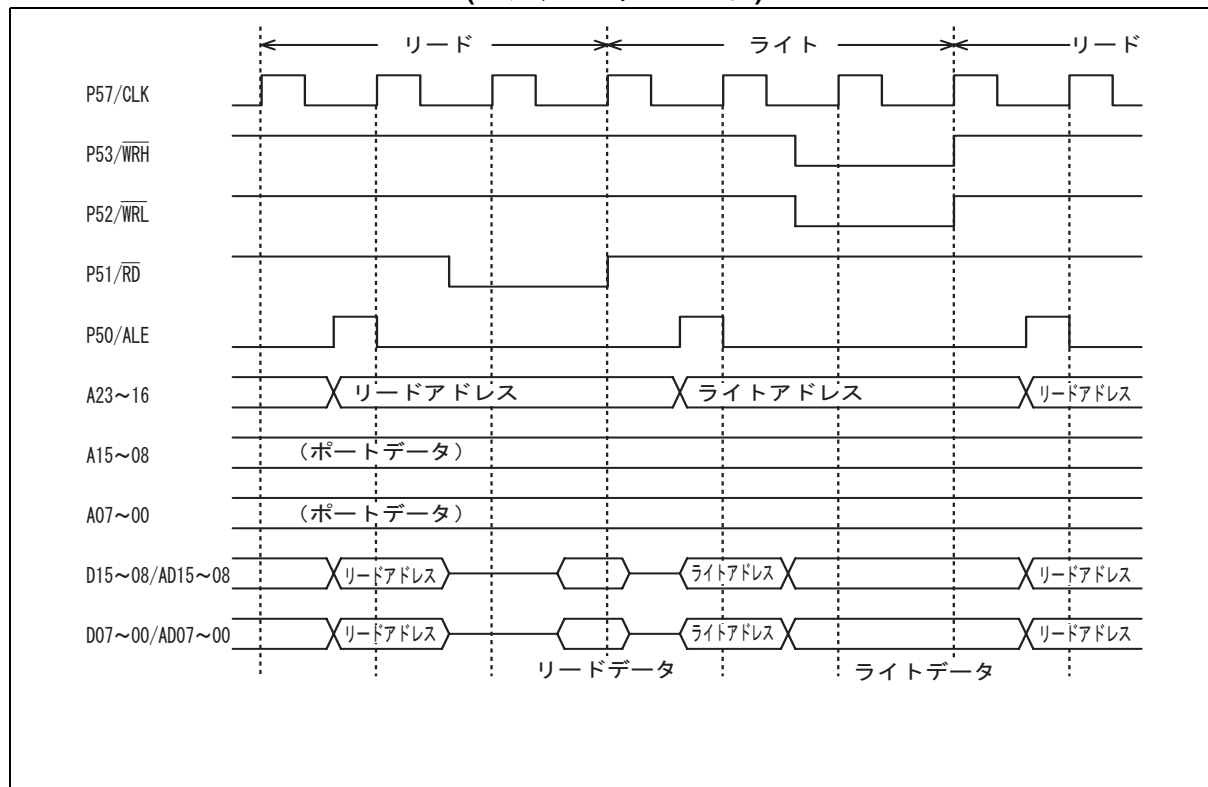 リード ライト リード
P57/CLK
P53/WRH
P52/WRL
P51/RD
P50/ALE
A23～16 リードアドレス ライトアドレス リードアドレス
A15～08 （ポートデータ）
A07～00 （ポートデータ）
D15～08/AD15～08 リードアドレス ライトアドレス リードアドレス
D07～00/AD07～00 リードアドレス ライトアドレス リードアドレス
リードデータ ライトデータ